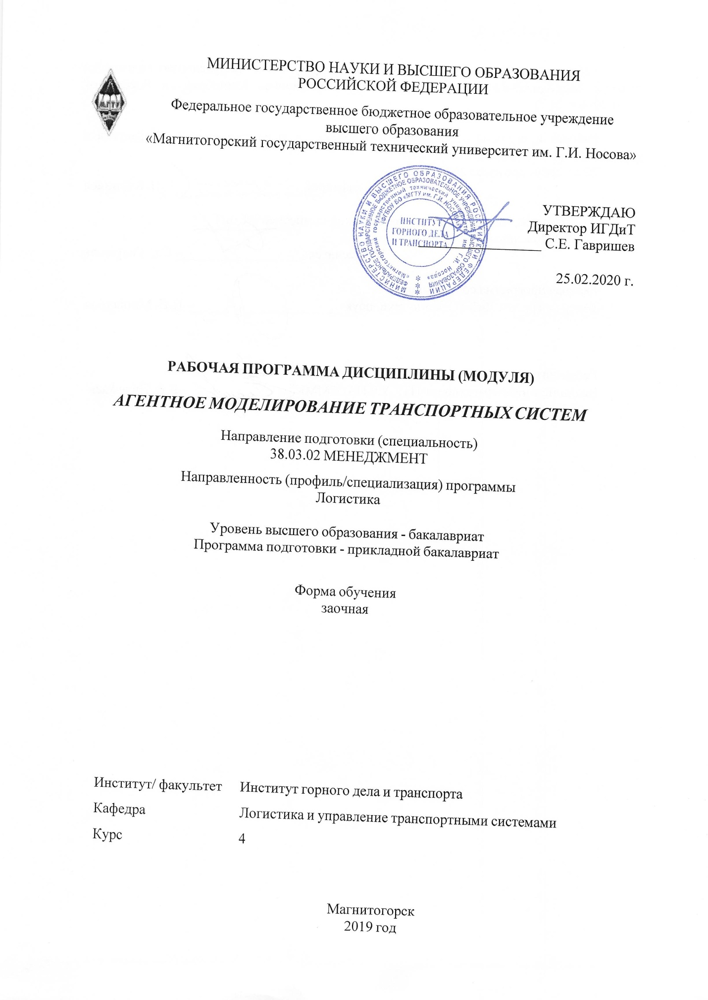 МИНИСТЕРСТВО НАУКИ И ВЫСШЕГО ОБРАЗОВАНИЯ
РОССИЙСКОЙ ФЕДЕРАЦИИ
МГТУ
Федеральное государственное бюджетное образовательное учреждение
высшего образования
«Магнитогорский государственный технический университет им. Г.И. Носова»
МИНИСТЕРСТВО НАУКИ И ВЫСШЕГО ОБРАЗОВАНИЯ РОССИЙСКОЙ ФЕДЕРАЦИИ
ФЕДЕРАЛЬНОЕ ГОСУДАРСТВЕННОЕ БЮДЖЕТНОЕ ОБРАЗОВАТЕЛЬНОЕ УЧРЕЖДЕНИЕ ВЫСШЕГО ОБРАЗОВАНИЯ
«Магнитогорский государственный технический университет им. Г.И. Носова»
(ФГБОУ ВО «МГТУ им. Г.И. НОСОВА»)
ИНСТИТУТ
ГОРНОГО ДЕЛА
И ТРАНСПОРТА
УТВЕРЖДАЮ
Директор ИГДиТ
С.Е. Гавришев
25.02.2020 г.
РАБОЧАЯ ПРОГРАММА ДИСЦИПЛИНЫ (МОДУЛЯ)
АГЕНТНОЕ МОДЕЛИРОВАНИЕ ТРАНСПОРТНЫХ СИСТЕМ
Направление подготовки (специальность)
38.03.02 МЕНЕДЖМЕНТ
Направленность (профиль/специализация) программы
Логистика
Уровень высшего образования - бакалавриат
Программа подготовки - прикладной бакалавриат
Форма обучения
заочная
Институт/ факультет Институт горного дела и транспорта
Кафедра Логистика и управление транспортными системами
Курс 4
Магнитогорск
2019 год